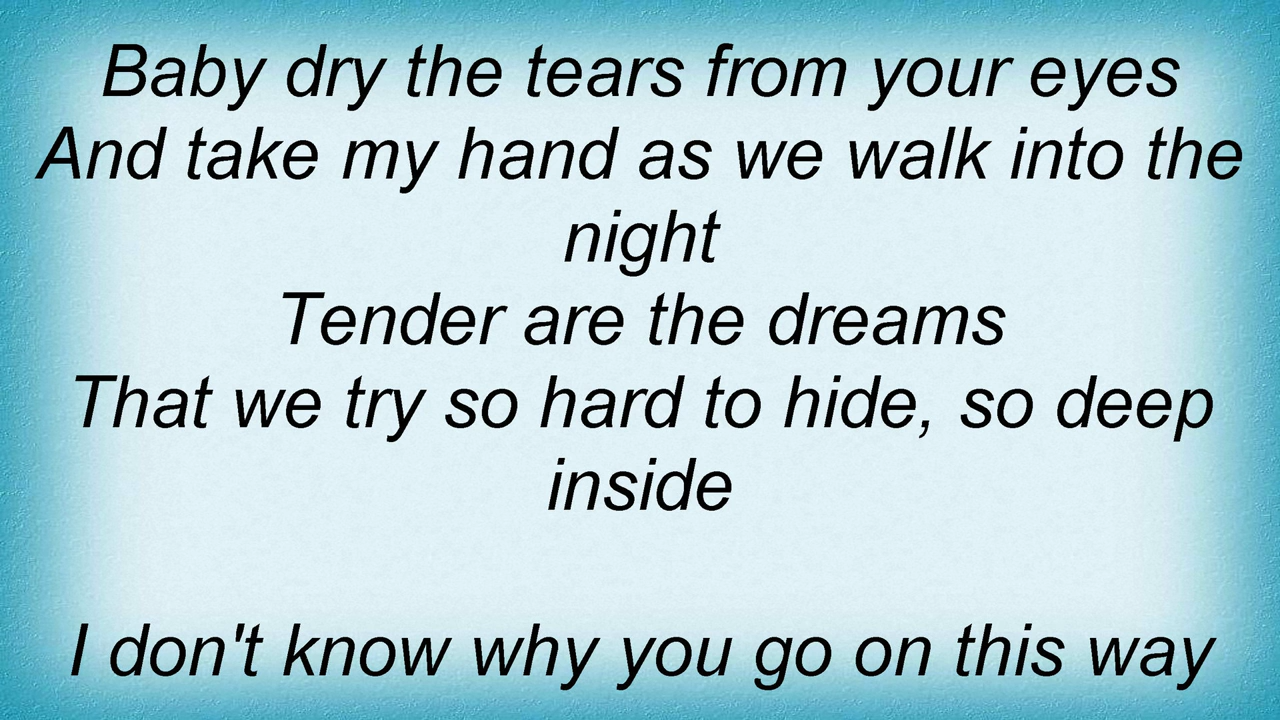 Baby dry the tears from your eyes
And take my hand as we walk into the
night
Tender are the dreams
That we try so hard to hide, so deep
inside
I don't know why you go on this way